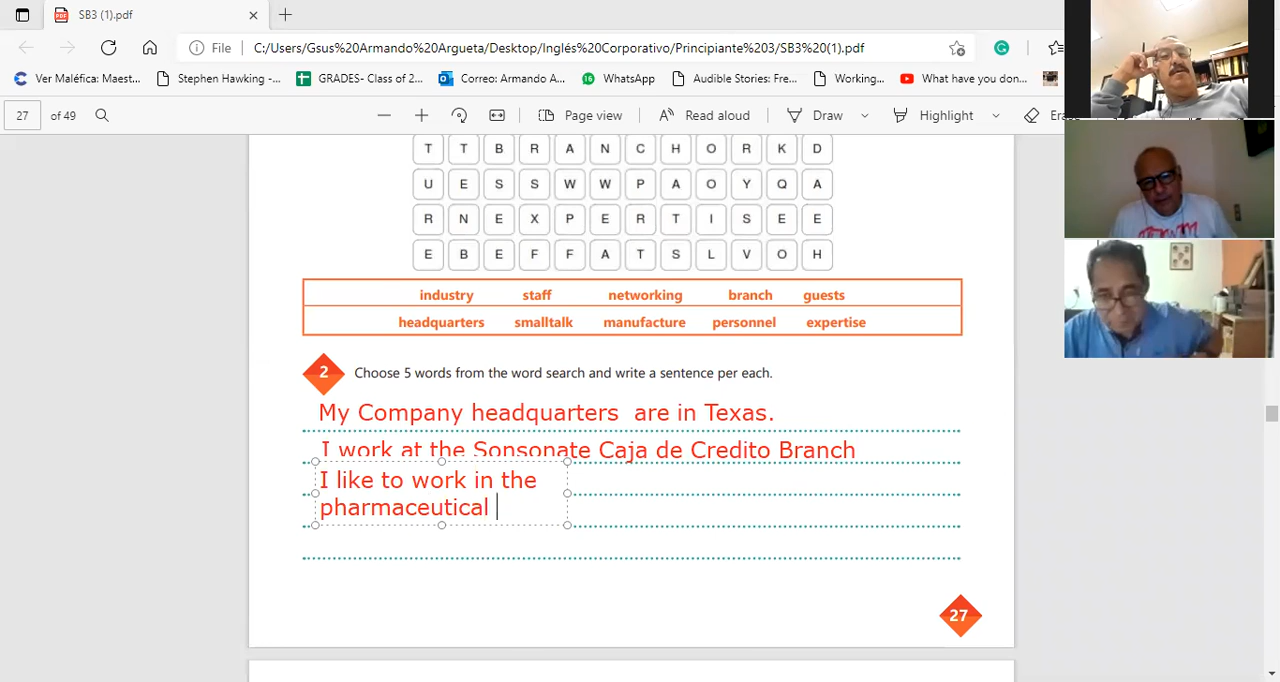 SB3 (1).pdf
File C:/Users/Gsus%20Armando%20Argueta/Desktop/Inglés%20Corporativo/Principiante%203/SB3%20(1).pdf
Ver Maléfica: Maest... Stephen Hawking -... GRADES- Class of 2... Correo: Armando A... WhatsApp Audible Stories: Fre... Working... What have you don...
27 of 49 Page view Read aloud Draw Highlight
T T B R A N C H O R K D
U E S S W W P A O Y Q A
R N E X P E R T I S E E
E B E F F A T S L V O H
industry staff networking branch guests
headquarters smalltalk manufacture personnel expertise
2 Choose 5 words from the word search and write a sentence per each.
My Company headquarters are in Texas.
I work at the Sonsonate Caja de Credito Branch
I like to work in the
pharmaceutical
27